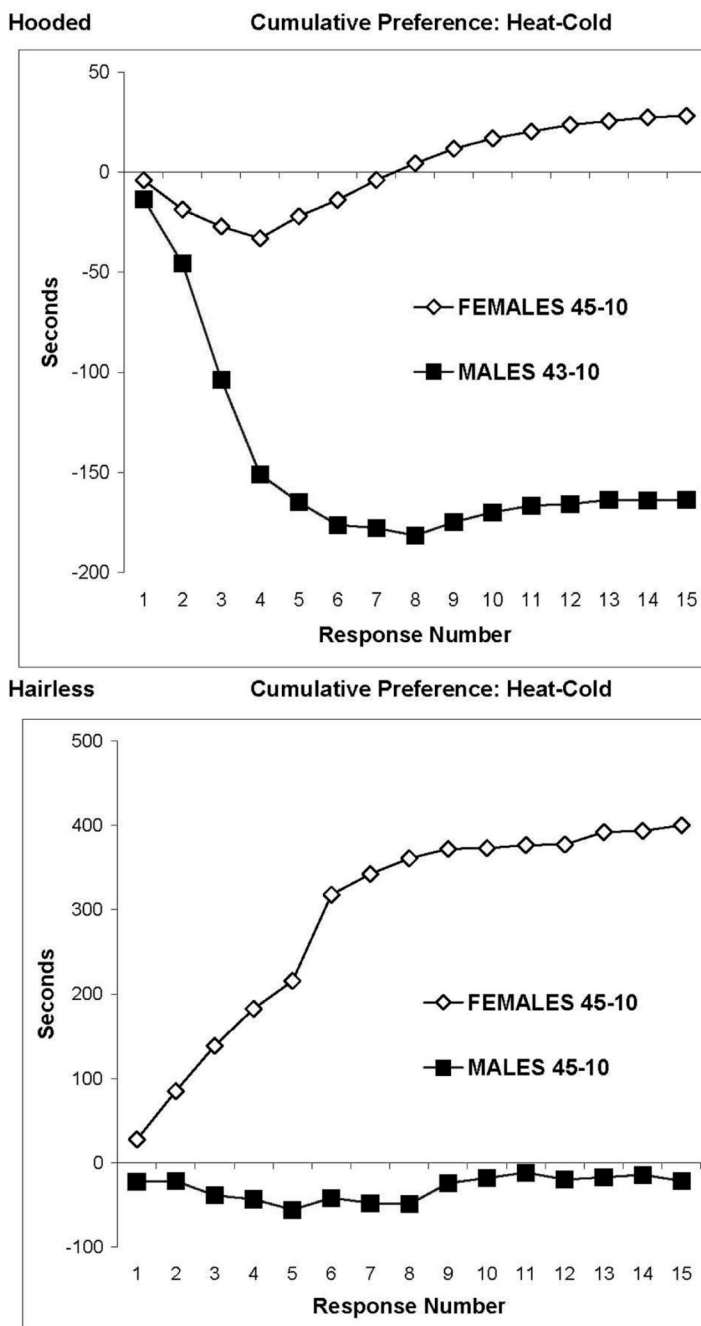 Hooded Cumulative Preference: Heat-Cold
50
0
-50
-100
-150
-200
Seconds
FEMALES 45-10
MALES 43-10
1 2 3 4 5 6 7 8 9 10 11 12 13 14 15
Response Number
Hairless Cumulative Preference: Heat-Cold
500
400
300
200
100
0
-100
Seconds
FEMALES 45-10
MALES 45-10
1 2 3 4 5 6 7 8 9 10 11 12 13 14 15
Response Number